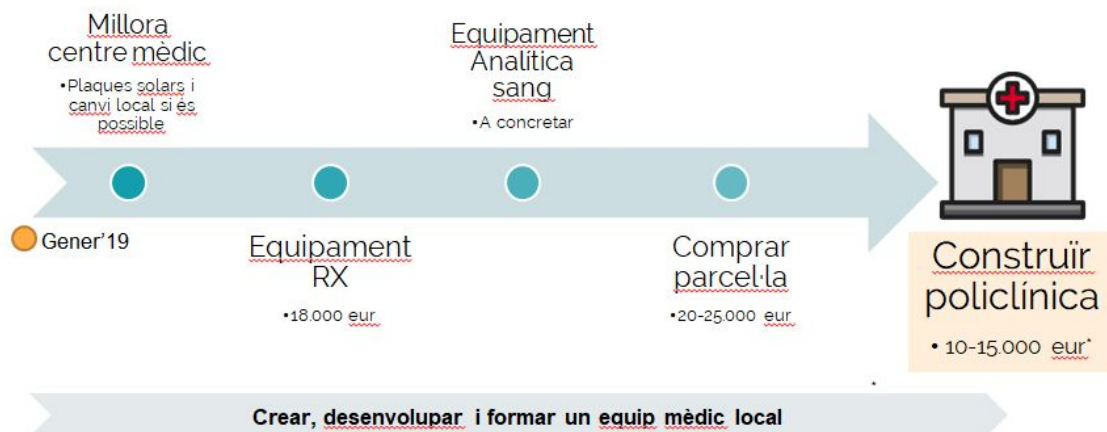 Millora
centre mèdic
•Plaques solars i
canvi local si és
possible
Equipament
Analítica
sang
•A concretar
Gener'19
Equipament
RX
•18.000 eur
Comprar
parcel·la
•20-25.000 eur
Construïr
policlínica
• 10-15.000 eur*
*
Crear, desenvolupar i formar un equip mèdic local